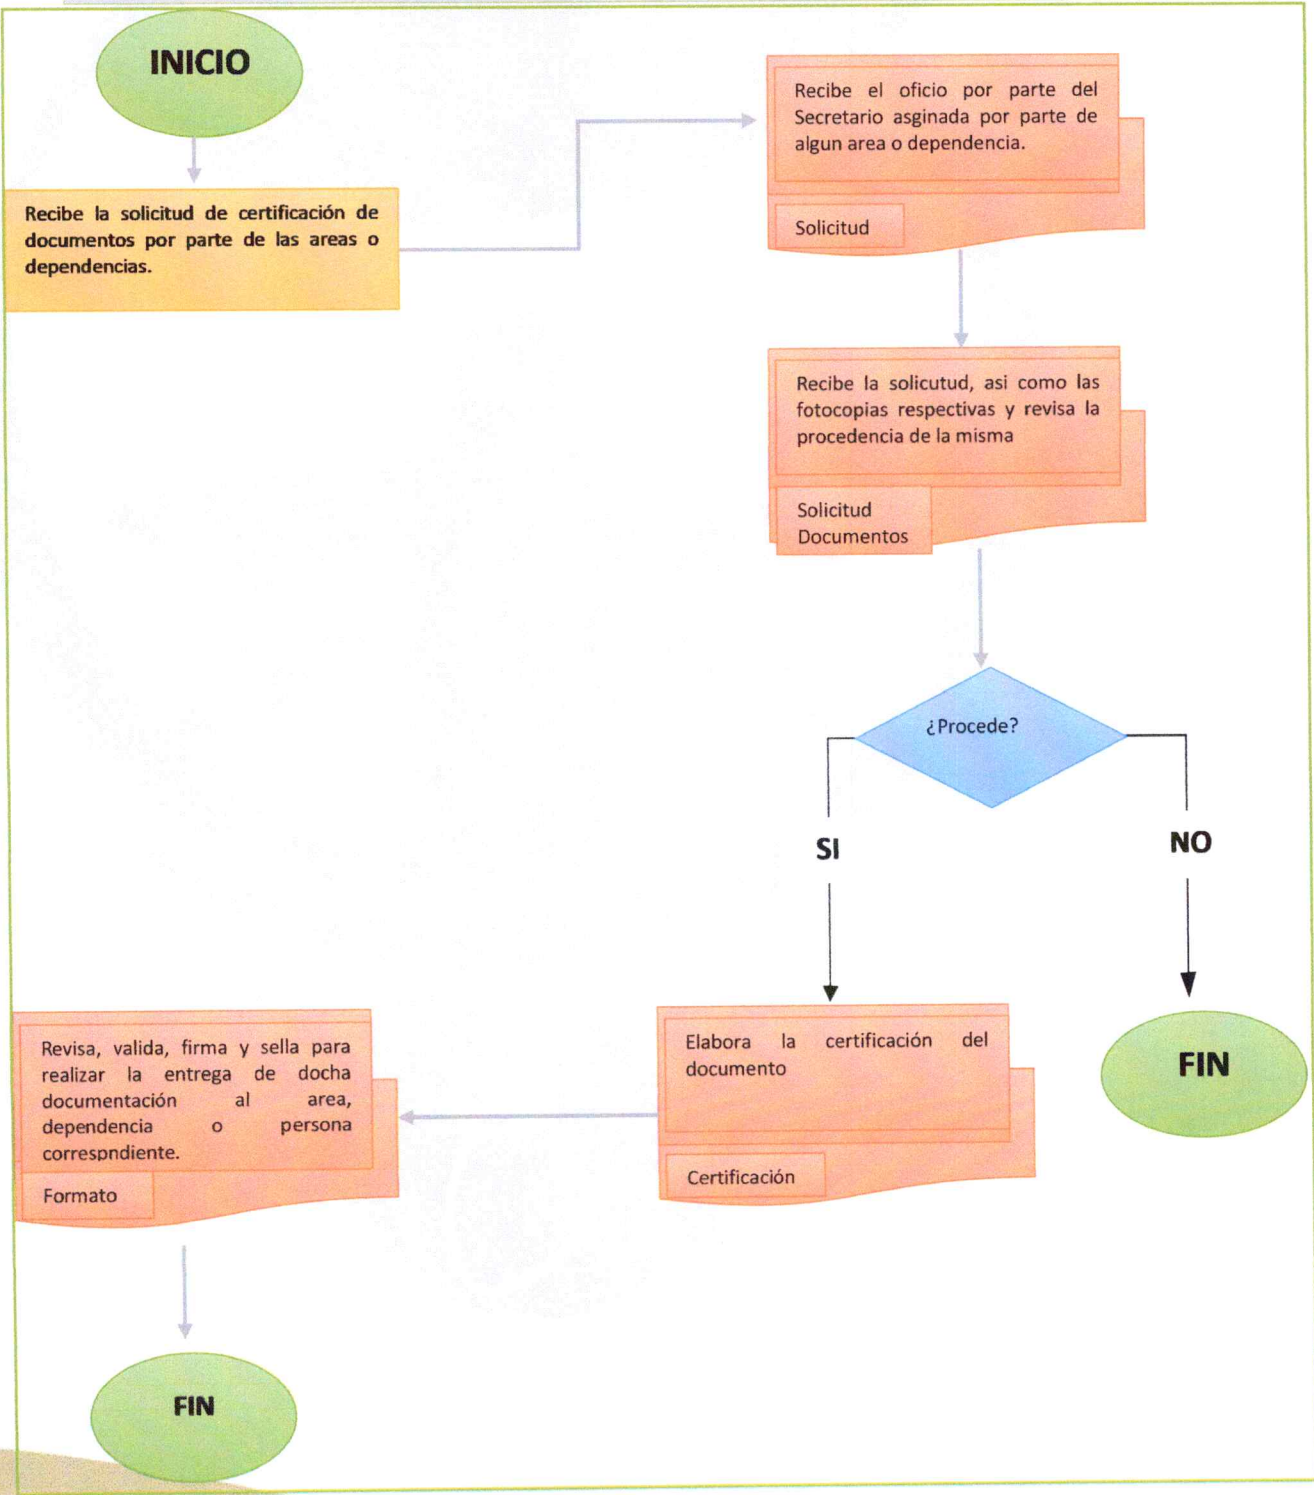 INICIO
Recibe la solicitud de certificación de
documentos por parte de las areas o
dependencias.
Recibe el oficio por parte del
Secretario asginada por parte de
algun area o dependencia.
Solicitud
Recibe la solicutud, asi como las
fotocopias respectivas y revisa la
procedencia de la misma
Solicitud
Documentos
¿Procede?
SI
NO
Elabora la certificación del
documento
Certificación
FIN
Revisa, valida, firma y sella para
realizar la entrega de docha
documentación al area,
dependencia o persona
correspndiente.
Formato
FIN